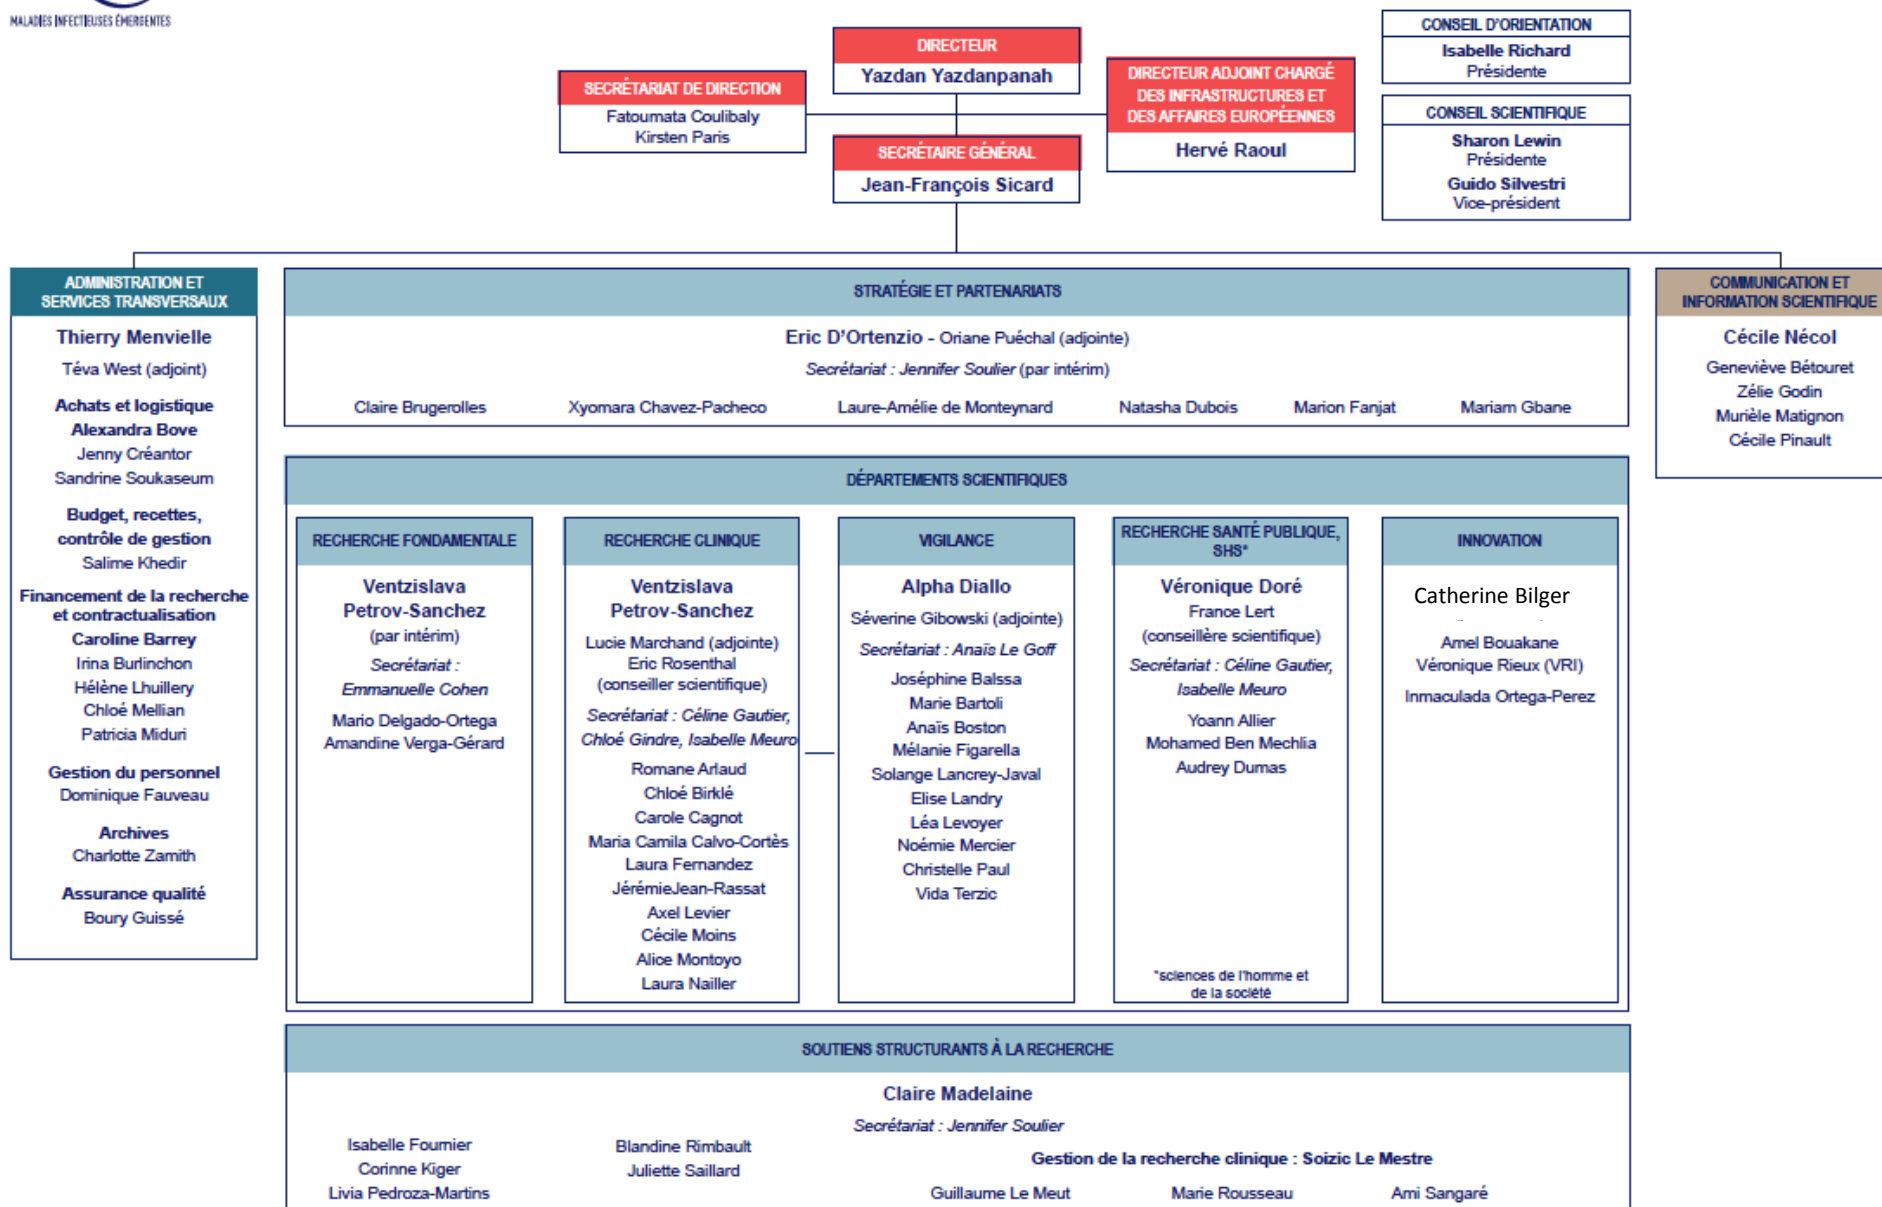 MALADIES INFECTIEUSES ÉMERGENTES
DIRECTEUR
Yazdan Yazdanpanah
SECRÉTARIAT DE DIRECTION
Fatoumata Coulibaly
Kirsten Paris
DIRECTEUR ADJOINT CHARGÉ
DES INFRASTRUCTURES ET
DES AFFAIRES EUROPÉENNES
Hervé Raoul
SECRÉTAIRE GÉNÉRAL
Jean-François Sicard
CONSEIL D'ORIENTATION
Isabelle Richard
Présidente
CONSEIL SCIENTIFIQUE
Sharon Lewin
Présidente
Guido Silvestri
Vice-président
ADMINISTRATION ET
SERVICES TRANSVERSAUX
Thierry Menvielle
Téva West (adjoint)
Achats et logistique
Alexandra Bove
Jenny Créantor
Sandrine Soukaseum
Budget, recettes,
contrôle de gestion
Salime Khedir
Financement de la recherche
et contractualisation
Caroline Barrey
Irina Burlinchon
Hélène Lhuillery
Chloé Mellian
Patricia Miduri
Gestion du personnel
Dominique Fauveau
Archives
Charlotte Zamith
Assurance qualité
Boury Guissé
STRATÉGIE ET PARTENARIATS
Eric D'Ortenzio - Oriane Puéchal (adjointe)
Secrétariat : Jennifer Soulier (par intérim)
Claire Brugerolles Xyomara Chavez-Pacheco Laure-Amélie de Monteynard Natasha Dubois Marion Fanjat Mariam Gbane
COMMUNICATION ET
INFORMATION SCIENTIFIQUE
Cécile Nécol
Geneviève Bétouret
Zélie Godin
Murièle Matignon
Cécile Pinault
DÉPARTEMENTS SCIENTIFIQUES
RECHERCHE FONDAMENTALE
Ventzislava
Petrov-Sanchez
(par intérim)
Secrétariat :
Emmanuelle Cohen
Mario Delgado-Ortega
Amandine Verga-Gérard
RECHERCHE CLINIQUE
Ventzislava
Petrov-Sanchez
Lucie Marchand (adjointe)
Eric Rosenthal
(conseiller scientifique)
Secrétariat : Céline Gautier,
Chloé Gindre, Isabelle Meuro
Romane Arlaud
Chloé Birklé
Carole Cagnot
Maria Camila Calvo-Cortès
Laura Fernandez
JérémieJean-Rassat
Axel Levier
Cécile Moins
Alice Montoyo
Laura Nailler
VIGILANCE
Alpha Diallo
Séverine Gibowski (adjointe)
Secrétariat : Anaïs Le Goff
Joséphine Balssa
Marie Bartoli
Anaïs Boston
Mélanie Figarella
Solange Lancrey-Javal
Elise Landry
Léa Levoyer
Noémie Mercier
Christelle Paul
Vida Terzic
RECHERCHE SANTÉ PUBLIQUE,
SHS*
Véronique Doré
France Lert
(conseillère scientifique)
Secrétariat : Céline Gautier,
Isabelle Meuro
Yoann Allier
Mohamed Ben Mechlia
Audrey Dumas
*sciences de l'homme et
de la société
INNOVATION
Catherine Bilger
Amel Bouakane
Véronique Rieux (VRI)
Inmaculada Ortega-Perez
SOUTIENS STRUCTURANTS À LA RECHERCHE
Claire Madelaine
Secrétariat : Jennifer Soulier
Isabelle Fournier
Corinne Kiger
Livia Pedroza-Martins
Blandine Rimbault
Juliette Saillard
Gestion de la recherche clinique : Soizic Le Mestre
Guillaume Le Meut Marie Rousseau Ami Sangaré